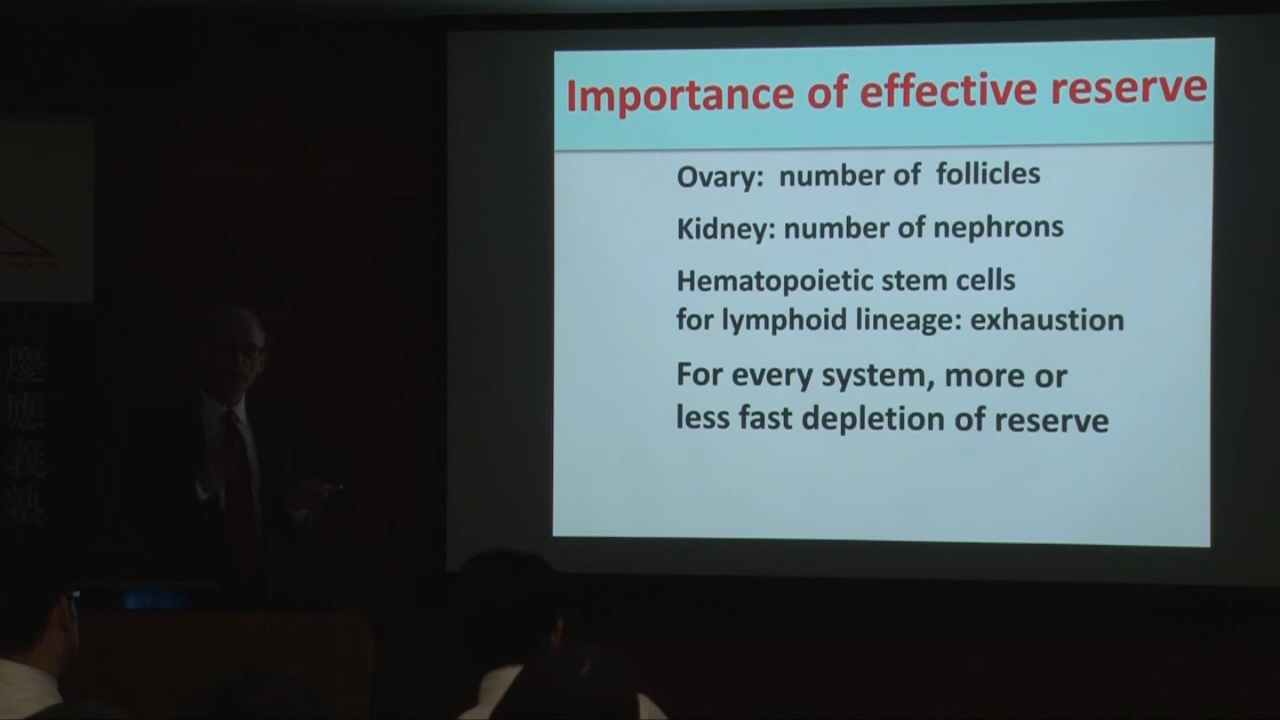 Importance of effective reserve
Ovary: number of follicles
Kidney: number of nephrons
Hematopoietic stem cells
for lymphoid lineage: exhaustion
For every system, more or
less fast depletion of reserve
慶應義塾